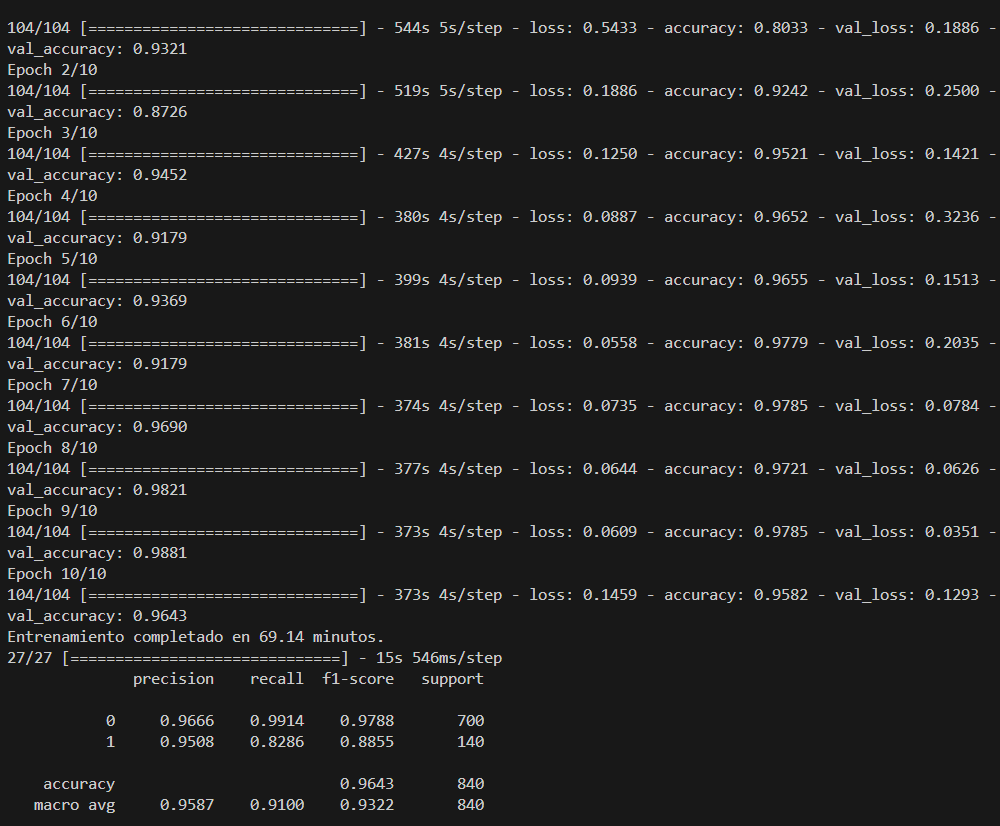 104/104 [==============================] - 544s 5s/step - loss: 0.5433 - accuracy: 0.8033 - val_loss: 0.1886 -
val_accuracy: 0.9321
Epoch 2/10
104/104 [==============================] - 519s 5s/step - loss: 0.1886 - accuracy: 0.9242 - val_loss: 0.2500 -
val_accuracy: 0.8726
Epoch 3/10
104/104 [==============================] - 427s 4s/step - loss: 0.1250 - accuracy: 0.9521 - val_loss: 0.1421 -
val_accuracy: 0.9452
Epoch 4/10
104/104 [==============================] - 380s 4s/step - loss: 0.0887 - accuracy: 0.9652 - val_loss: 0.3236 -
val_accuracy: 0.9179
Epoch 5/10
104/104 [==============================] - 399s 4s/step - loss: 0.0939 - accuracy: 0.9655 - val_loss: 0.1513 -
val_accuracy: 0.9369
Epoch 6/10
104/104 [==============================] - 381s 4s/step - loss: 0.0558 - accuracy: 0.9779 - val_loss: 0.2035 -
val_accuracy: 0.9179
Epoch 7/10
104/104 [==============================] - 374s 4s/step - loss: 0.0735 - accuracy: 0.9785 - val_loss: 0.0784 -
val_accuracy: 0.9690
Epoch 8/10
104/104 [==============================] - 377s 4s/step - loss: 0.0644 - accuracy: 0.9721 - val_loss: 0.0626 -
val_accuracy: 0.9821
Epoch 9/10
104/104 [==============================] - 373s 4s/step - loss: 0.0609 - accuracy: 0.9785 - val_loss: 0.0351 -
val_accuracy: 0.9881
Epoch 10/10
104/104 [==============================] - 373s 4s/step - loss: 0.1459 - accuracy: 0.9582 - val_loss: 0.1293 -
val_accuracy: 0.9643
Entrenamiento completado en 69.14 minutos.
27/27 [==============================] - 15s 546ms/step
precision recall f1-score support
0 0.9666 0.9914 0.9788 700
1 0.9508 0.8286 0.8855 140
accuracy 0.9643 840
macro avg 0.9587 0.9100 0.9322 840